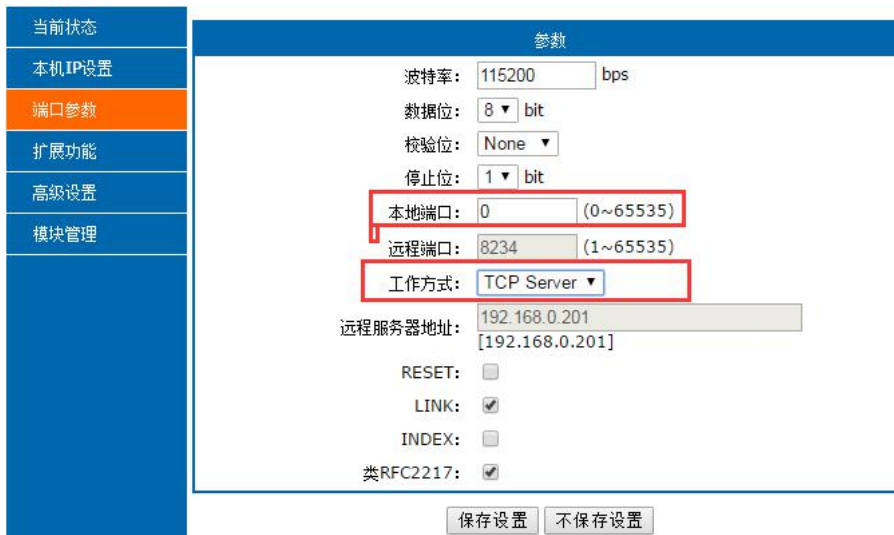 当前状态
本机IP设置
端口参数
扩展功能
高级设置
模块管理
参数
波特率： 115200 bps
数据位： 8 bit
校验位： None
停止位： 1 bit
本地端口： 0 (0~65535)
远程端口： 8234 (1~65535)
工作方式： TCP Server
远程服务器地址： 192.168.0.201
[192.168.0.201]
RESET：
LINK：
INDEX：
类RFC2217：
保存设置 不保存设置